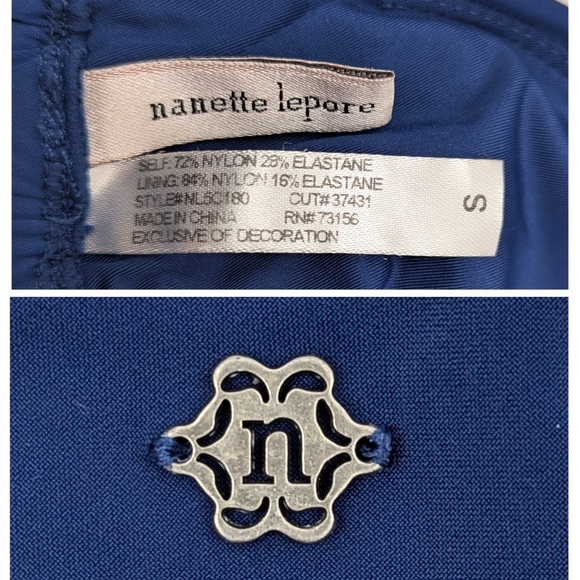 nanette lepore
SELF: 72% NYLON 28% ELASTANE
LINING: 84% NYLON 16% ELASTANE
STYLE# NL5C180 CUT# 37431
MADE IN CHINA RN# 73156
EXCLUSIVE OF DECORATION
S
n